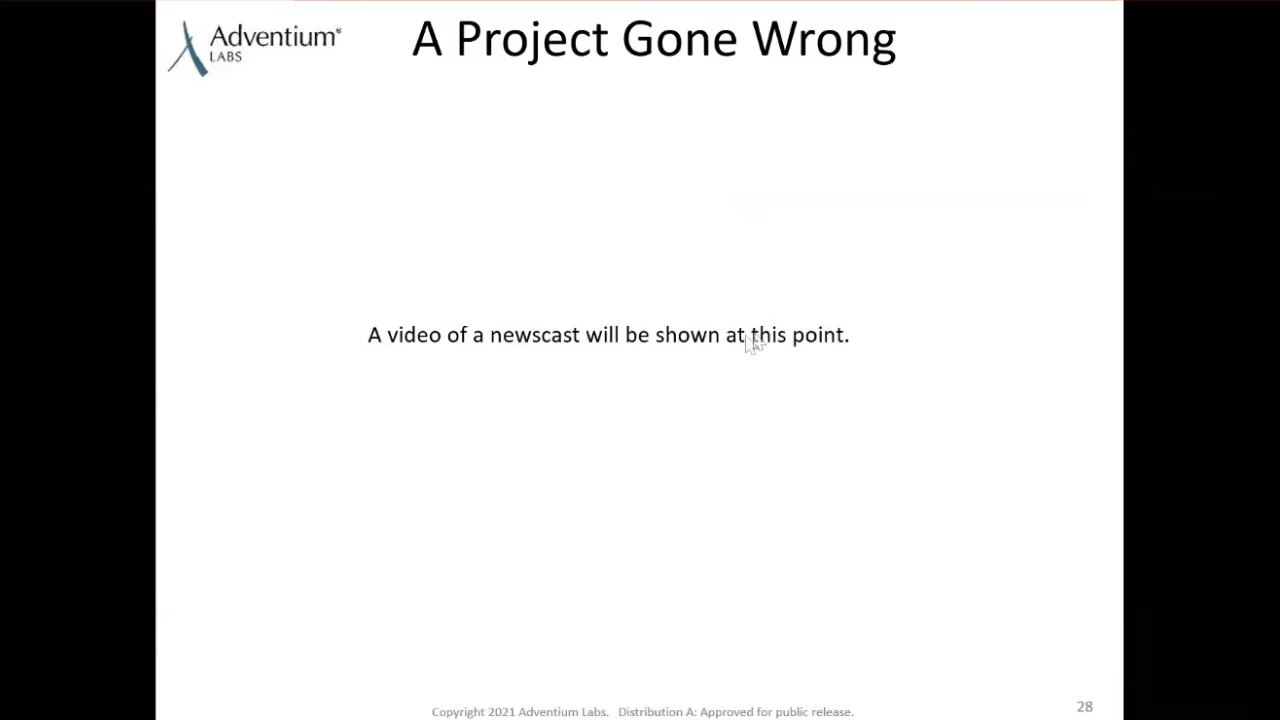 Adventium®
LABS
A Project Gone Wrong
A video of a newscast will be shown at this point.
Copyright 2021 Adventium Labs. Distribution A: Approved for public release.
28